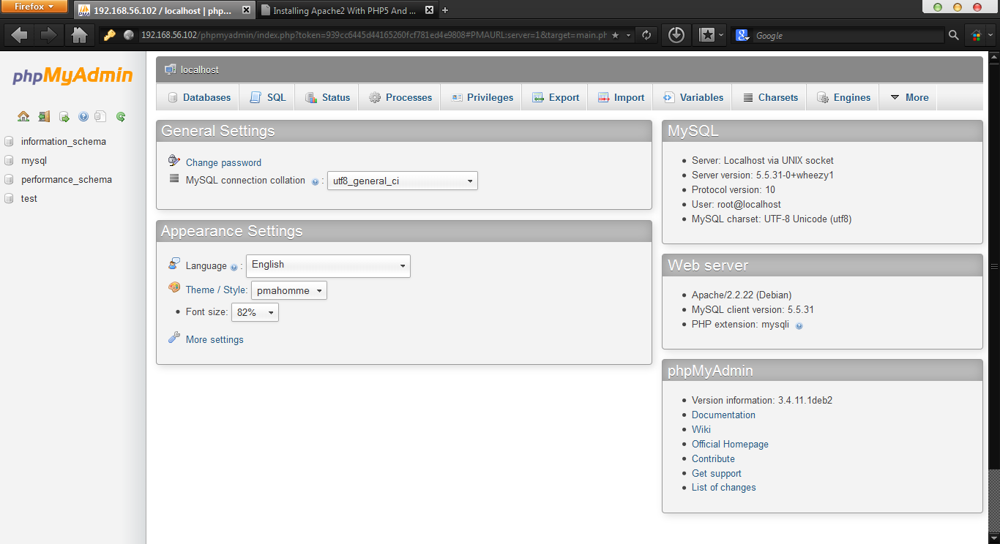 Firefox
192.168.56.102 / localhost | php...
Installing Apache2 With PHP5 And ...
192.168.56.102/phpmyadmin/index.php?token=939cc6445d44165260fcf781ed4e9808#PMAURL:server=1&target=main.ph
Google
phpMyAdmin
information_schema
mysql
performance_schema
test
localhost
Databases SQL Status Processes Privileges Export Import Variables Charsets Engines More
General Settings
Change password
MySQL connection collation : utf8_general_ci
Appearance Settings
Language : English
Theme / Style: pmahomme
Font size: 82%
More settings
MySQL
Server: Localhost via UNIX socket
Server version: 5.5.31-0+wheezy1
Protocol version: 10
User: root@localhost
MySQL charset: UTF-8 Unicode (utf8)
Web server
Apache/2.2.22 (Debian)
MySQL client version: 5.5.31
PHP extension: mysqli
phpMyAdmin
Version information: 3.4.11.1deb2
Documentation
Wiki
Official Homepage
Contribute
Get support
List of changes